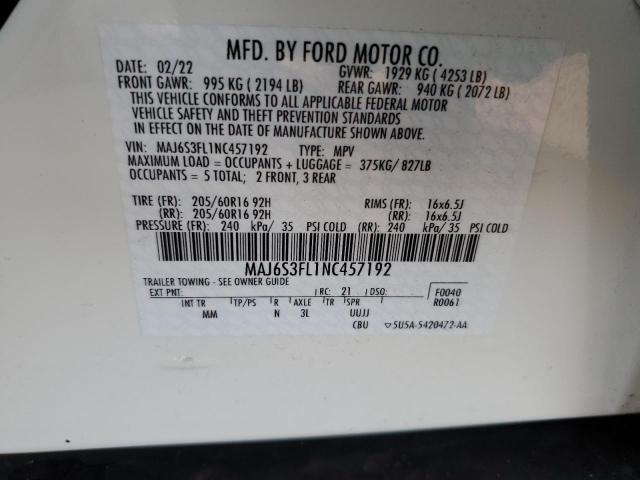 MFD. BY FORD MOTOR CO.
DATE: 02/22 GVWR: 1929 KG ( 4253 LB)
FRONT GAWR: 995 KG ( 2194 LB) REAR GAWR: 940 KG ( 2072 LB)
THIS VEHICLE CONFORMS TO ALL APPLICABLE FEDERAL MOTOR
VEHICLE SAFETY AND THEFT PREVENTION STANDARDS
IN EFFECT ON THE DATE OF MANUFACTURE SHOWN ABOVE.
VIN: MAJ6S3FL1NC457192 TYPE: MPV
MAXIMUM LOAD = OCCUPANTS + LUGGAGE = 375KG/ 827LB
OCCUPANTS = 5 TOTAL; 2 FRONT, 3 REAR
TIRE (FR): 205/60R16 92H RIMS (FR): 16x6.5J
(RR): 205/60R16 92H (RR): 16x6.5J
PRESSURE (FR): 240 kPa/ 35 PSI COLD (RR): 240 kPa/ 35 PSI COLD
MAJ6S3FL1NC457192
TRAILER TOWING - SEE OWNER GUIDE
EXT PNT: RC: 21 DSO: F0040
INT TR TP/PS R AXLE TR SPR R0061
MM N 3L UUJJ
CBU ▽5U5A-5420472-AA